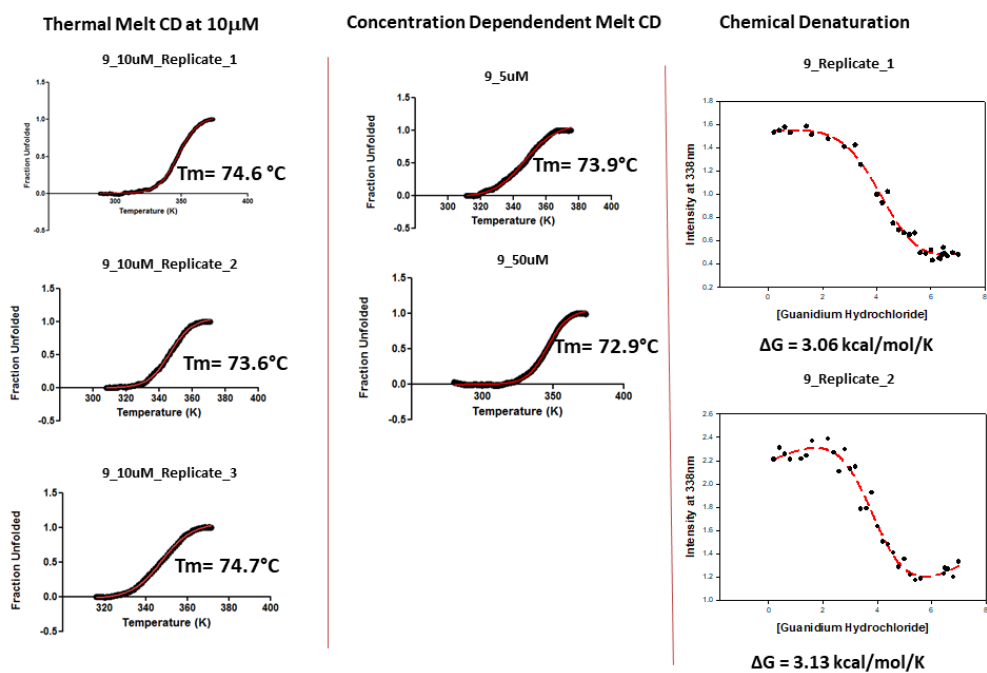 Thermal Melt CD at 10µM
9_10uM_Replicate_1
Fraction Unfolded
1.5
1.0
0.5
0.0
-0.5
300
350
400
Temperature (K)
Tm= 74.6 °C
9_10uM_Replicate_2
Fraction Unfolded
1.5
1.0
0.5
0.0
-0.5
300
320
340
360
380
400
Temperature (K)
Tm= 73.6°C
9_10uM_Replicate_3
Fraction Unfolded
1.5
1.0
0.5
0.0
-0.5
320
340
360
380
400
Temperature (K)
Tm= 74.7°C
Concentration Dependendent Melt CD
9_5uM
Fraction Unfolded
1.5
1.0
0.5
0.0
-0.5
300
320
340
360
380
400
Temperature (K)
Tm= 73.9°C
9_50uM
Fraction Unfolded
1.5
1.0
0.5
0.0
-0.5
300
350
400
Temperature (K)
Tm= 72.9°C
Chemical Denaturation
9_Replicate_1
Intensity at 338nm
1.8
1.6
1.4
1.2
1.0
0.8
0.6
0.4
0.2
0
2
4
6
8
[Guanidium Hydrochloride]
ΔG = 3.06 kcal/mol/K
9_Replicate_2
Intensity at 338nm
2.6
2.4
2.2
2.0
1.8
1.6
1.4
1.2
1.0
0
2
4
6
8
[Guanidium Hydrochloride]
ΔG = 3.13 kcal/mol/K